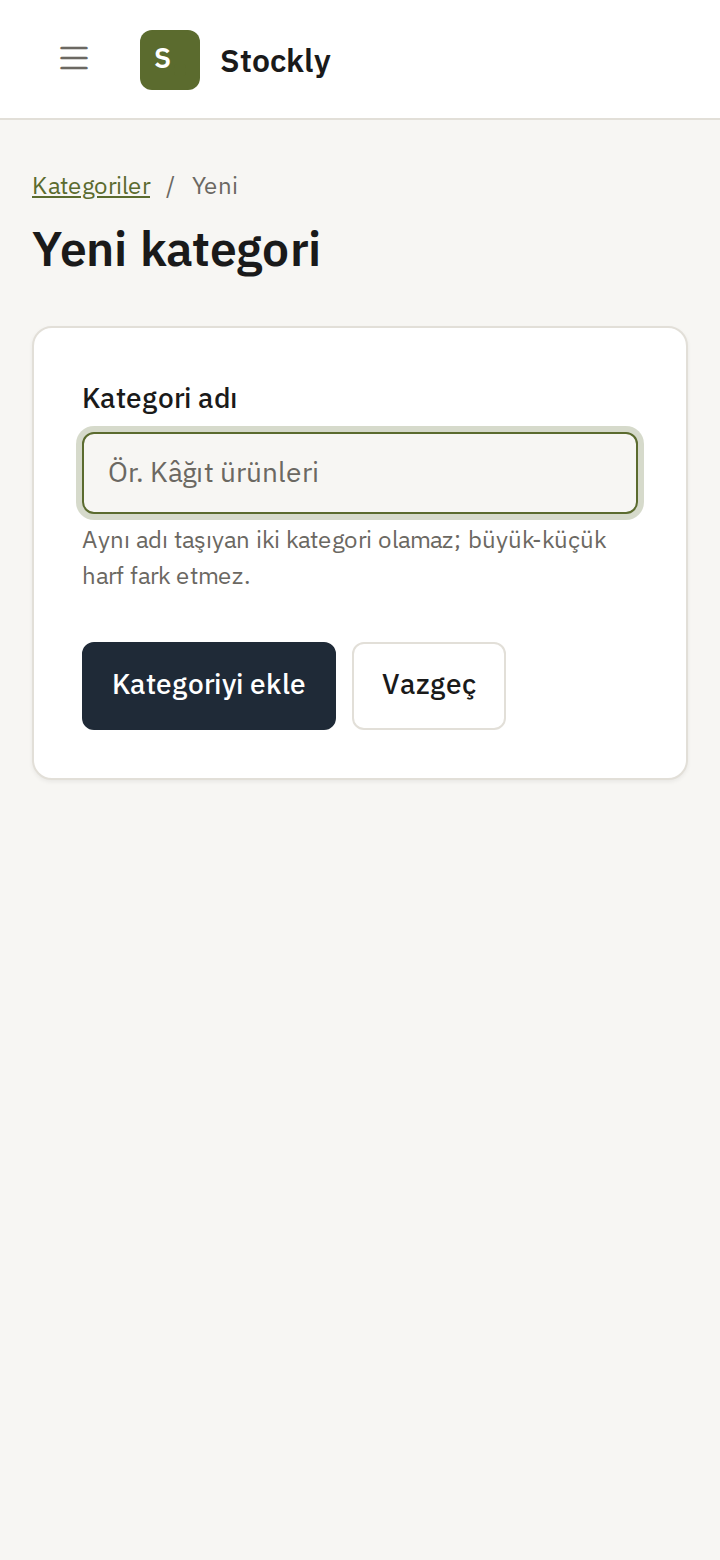 S Stockly
Kategoriler / Yeni
Yeni kategori
Kategori adı
Ör. Kâğıt ürünleri
Aynı adı taşıyan iki kategori olamaz; büyük-küçük
harf fark etmez.
Kategoriyi ekle Vazgeç